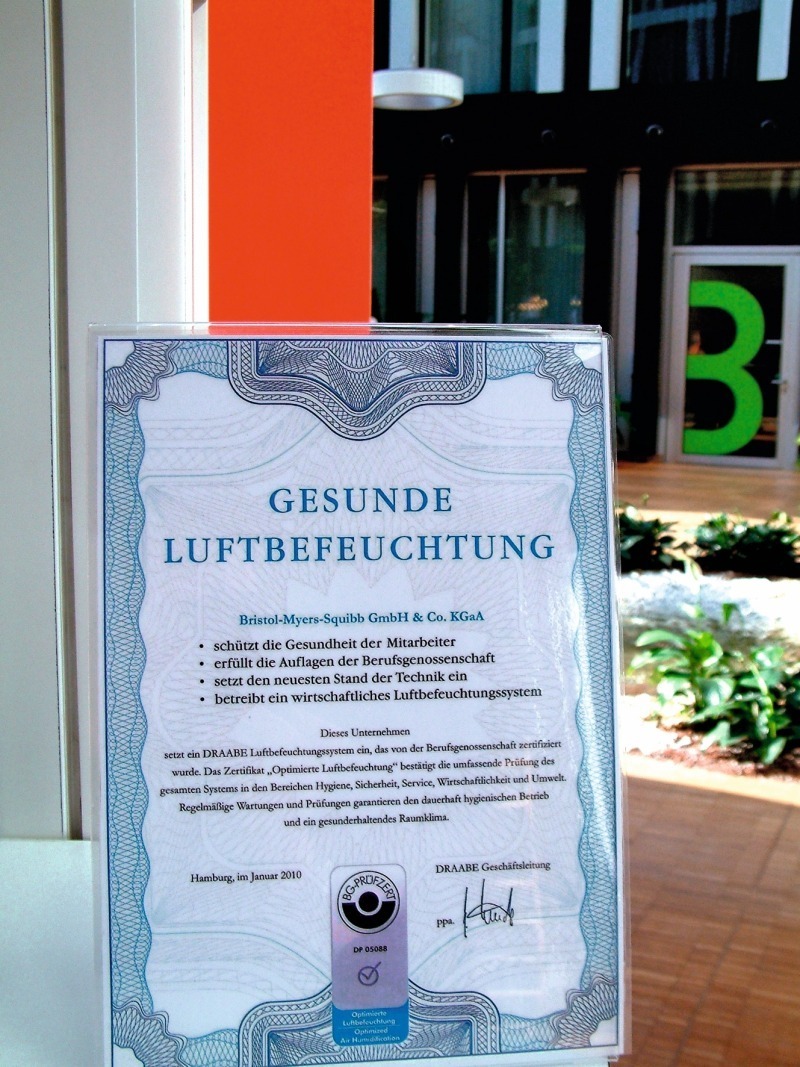 3
GESUNDE
LUFTBEFEUCHTUNG
Bristol-Myers-Squibb GmbH & Co. KGaA
• schützt die Gesundheit der Mitarbeiter
• erfüllt die Auflagen der Berufsgenossenschaft
• setzt den neuesten Stand der Technik ein
• betreibt ein wirtschaftliches Luftbefeuchtungssystem
Dieses Unternehmen
setzt ein DRAABE Luftbefeuchtungssystem ein, das von der Berufsgenossenschaft zertifiziert
wurde. Das Zertifikat „Optimierte Luftbefeuchtung“ bestätigt die umfassende Prüfung des
gesamten Systems in den Bereichen Hygiene, Sicherheit, Service, Wirtschaftlichkeit und Umwelt.
Regelmäßige Wartungen und Prüfungen garantieren den dauerhaft hygienischen Betrieb
und ein gesunderhaltendes Raumklima.
Hamburg, im Januar 2010
DRAABE Geschäftsleitung
ppa.
BG-PRÜFZERT
DP 05088
Optimierte
Luftbefeuchtung
Optimized
Air Humidification